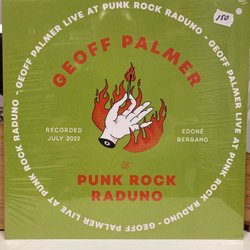 GEOFF PALMER LIVE AT PUNK ROCK RADUNO - GEOFF PALMER LIVE AT PUNK ROCK RADUNO - GEOFF PALMER LIVE AT PUNK ROCK RADUNO -
150
GEOFF PALMER
RECORDED
JULY 2022
EDONÉ
BERGAMO
at
PUNK ROCK
RADUNO